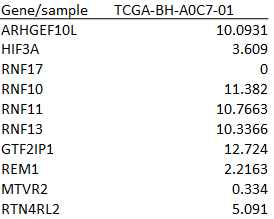 Gene/sample TCGA-BH-A0C7-01
ARHGEF10L 10.0931
HIF3A 3.609
RNF17 0
RNF10 11.382
RNF11 10.7663
RNF13 10.3366
GTF2IP1 12.724
REM1 2.2163
MTVR2 0.334
RTN4RL2 5.091